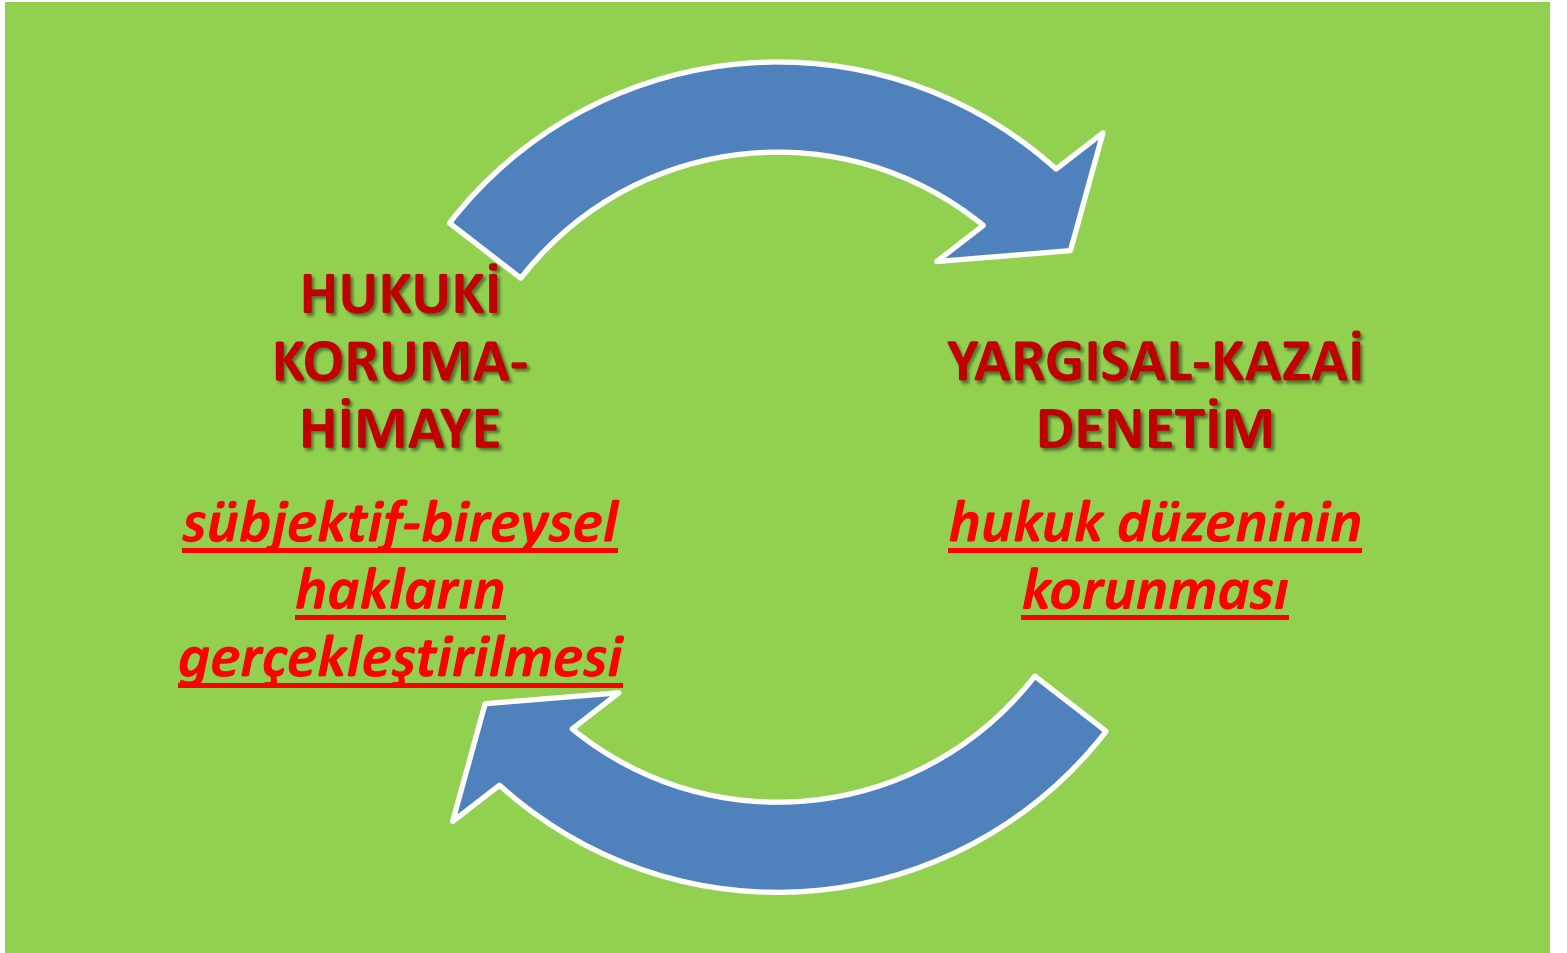 HUKUKİ
KORUMA-
HİMAYE
sübjektif-bireysel
hakların
gerçekleştirilmesi
YARGISAL-KAZAİ
DENETİM
hukuk düzeninin
korunması